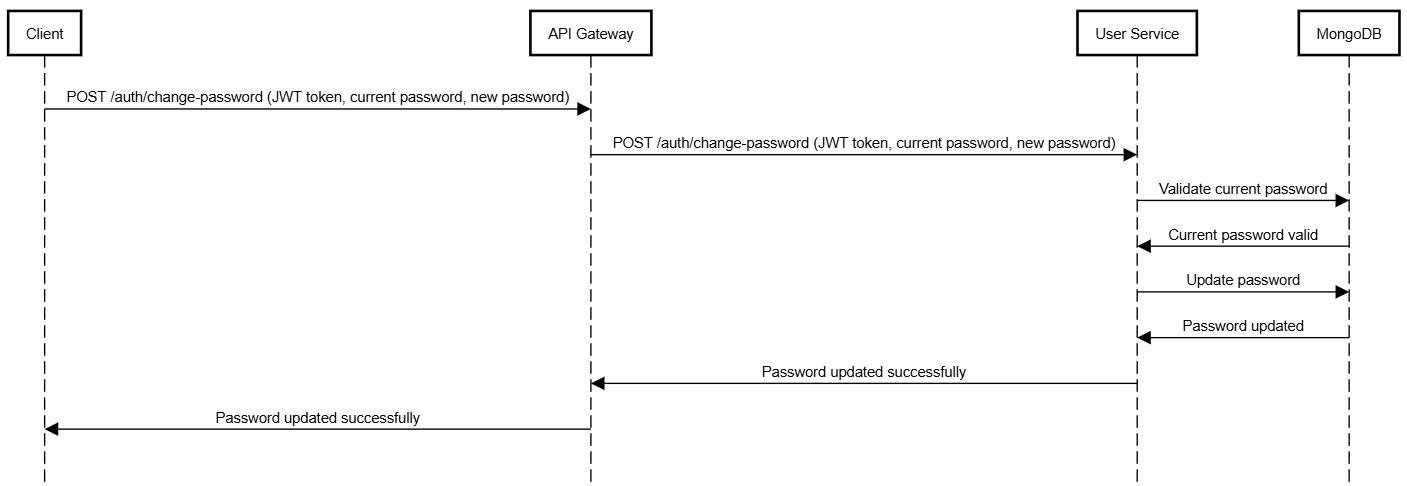 Client
API Gateway
User Service
MongoDB
POST /auth/change-password (JWT token, current password, new password)
POST /auth/change-password (JWT token, current password, new password)
Validate current password
Current password valid
Update password
Password updated
Password updated successfully
Password updated successfully